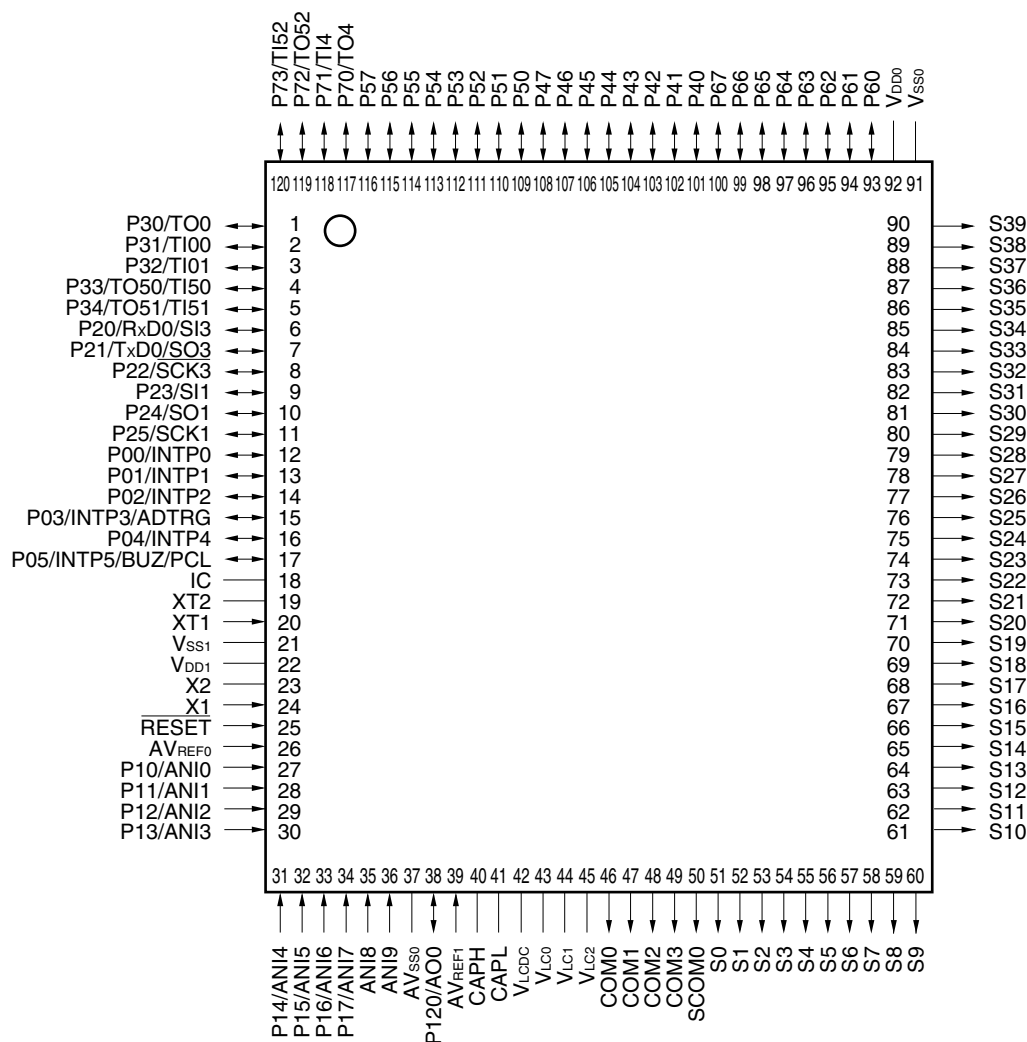 P73/TI52
P72/TO52
P71/TI4
P70/TO4
P57
P56
P55
P54
P53
P52
P51
P50
P47
P46
P45
P44
P43
P42
P41
P40
P67
P66
P65
P64
P63
P62
P61
P60
VDD0
VSS0
120 119 118 117 116 115 114 113 112 111 110 109 108 107 106 105 104 103 102 101 100 99 98 97 96 95 94 93 92 91
P30/TO0 1 90 S39
P31/TI00 2 89 S38
P32/TI01 3 88 S37
P33/TO50/TI50 4 87 S36
P34/TO51/TI51 5 86 S35
P20/RxD0/SI3 6 85 S34
P21/TxD0/SO3 7 84 S33
P22/SCK3 8 83 S32
P23/SI1 9 82 S31
P24/SO1 10 81 S30
P25/SCK1 11 80 S29
P00/INTP0 12 79 S28
P01/INTP1 13 78 S27
P02/INTP2 14 77 S26
P03/INTP3/ADTRG 15 76 S25
P04/INTP4 16 75 S24
P05/INTP5/BUZ/PCL 17 74 S23
IC 18 73 S22
XT2 19 72 S21
XT1 20 71 S20
VSS1 21 70 S19
VDD1 22 69 S18
X2 23 68 S17
X1 24 67 S16
RESET 25 66 S15
AVREF0 26 65 S14
P10/ANI0 27 64 S13
P11/ANI1 28 63 S12
P12/ANI2 29 62 S11
P13/ANI3 30 61 S10
31 32 33 34 35 36 37 38 39 40 41 42 43 44 45 46 47 48 49 50 51 52 53 54 55 56 57 58 59 60
P14/ANI4
P15/ANI5
P16/ANI6
P17/ANI7
ANI8
ANI9
AVSS0
P120/AO0
AVREF1
CAPH
CAPL
VLCDC
VLC0
VLC1
VLC2
COM0
COM1
COM2
COM3
SCOM0
S0
S1
S2
S3
S4
S5
S6
S7
S8
S9